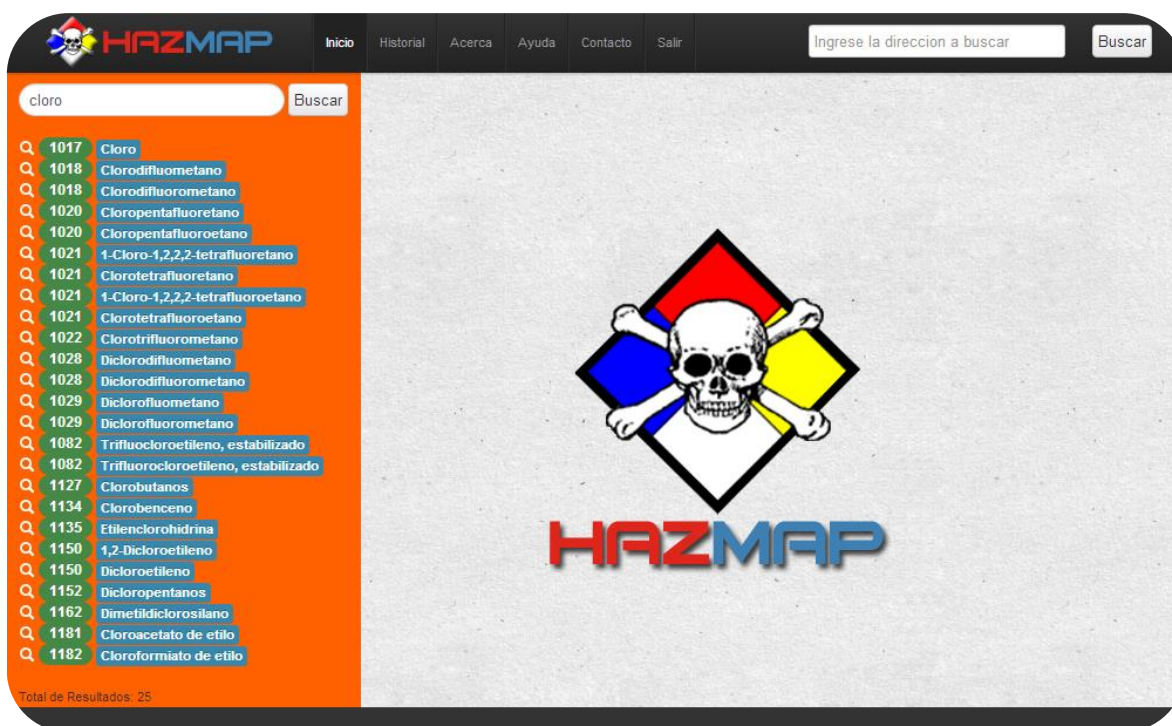 HAZMAP Inicio Historial Acerca Ayuda Contacto Salir Ingrese la direccion a buscar Buscar
cloro Buscar
1017 Cloro
1018 Clorodifluometano
1018 Clorodifluorometano
1020 Cloropentafluoretano
1020 Cloropentafluoroetano
1021 1-Cloro-1,2,2,2-tetrafluoretano
1021 Clorotetrafluoretano
1021 1-Cloro-1,2,2,2-tetrafluoroetano
1021 Clorotetrafluoroetano
1022 Clorotrifluorometano
1028 Diclorodifluometano
1028 Diclorodifluorometano
1029 Diclorofluometano
1029 Diclorofluorometano
1082 Trifluocloroetileno, estabilizado
1082 Trifluorocloroetileno, estabilizado
1127 Clorobutanos
1134 Clorobenceno
1135 Etilenclorohidrina
1150 1,2-Dicloroetileno
1150 Dicloroetileno
1152 Dicloropentanos
1162 Dimetildiclorosilano
1181 Cloroacetato de etilo
1182 Cloroformiato de etilo
Total de Resultados: 25
HAZMAP